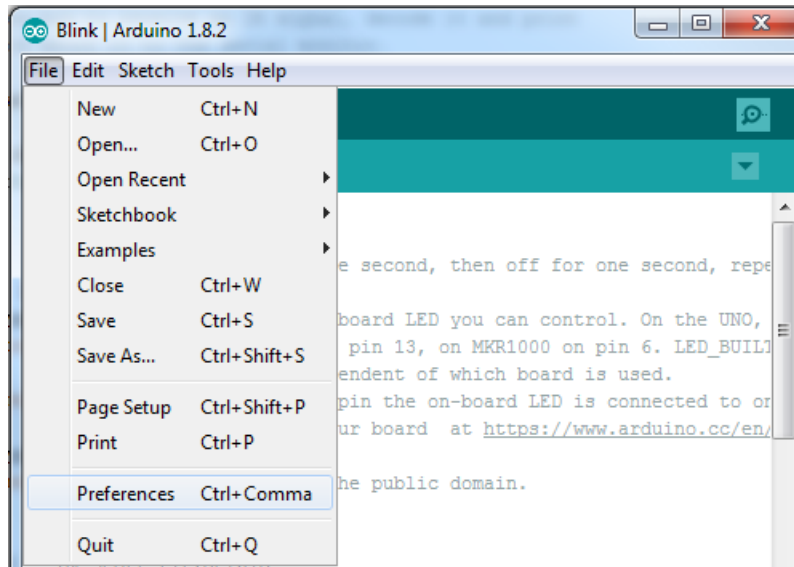 Blink | Arduino 1.8.2
File Edit Sketch Tools Help
New Ctrl+N
Open... Ctrl+O
Open Recent
Sketchbook
Examples
Close Ctrl+W
Save Ctrl+S
Save As... Ctrl+Shift+S
Page Setup Ctrl+Shift+P
Print Ctrl+P
Preferences Ctrl+Comma
Quit Ctrl+Q
e second, then off for one second, repe
board LED you can control. On the UNO,
pin 13, on MKR1000 on pin 6. LED_BUILT
endent of which board is used.
pin the on-board LED is connected to on
ur board at https://www.arduino.cc/en/
he public domain.